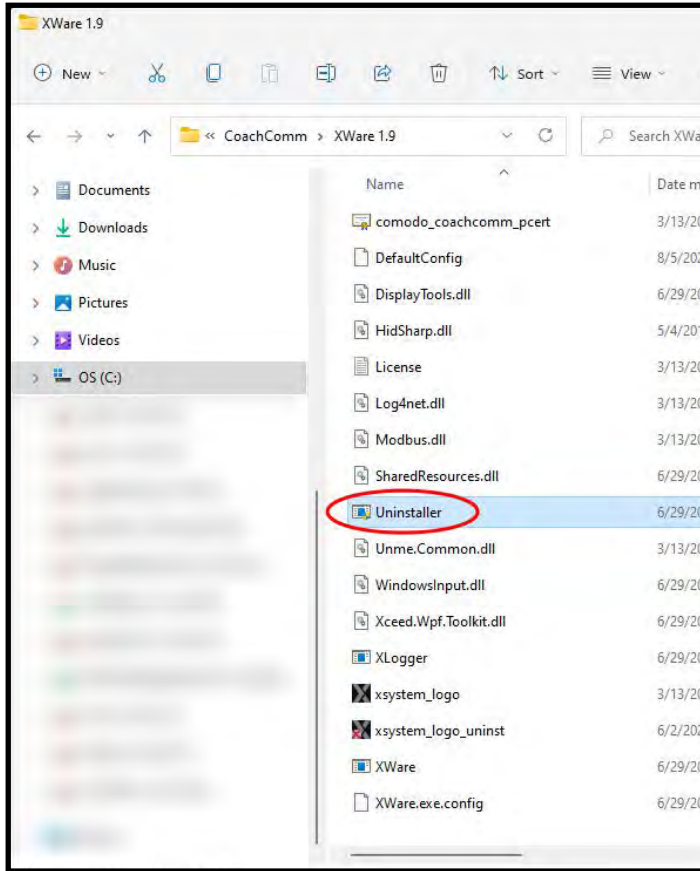 XWare 1.9
New Sort View
« CoachComm > XWare 1.9 Search XWa
Name Date m
Documents
Downloads
Music
Pictures
Videos
OS (C:)
comodo_coachcomm_pcert 3/13/20
DefaultConfig 8/5/202
DisplayTools.dll 6/29/20
HidSharp.dll 5/4/201
License 3/13/20
Log4net.dll 3/13/20
Modbus.dll 3/13/20
SharedResources.dll 6/29/20
Uninstaller 6/29/20
Unme.Common.dll 3/13/20
WindowsInput.dll 6/29/20
Xceed.Wpf.Toolkit.dll 6/29/20
XLogger 6/29/20
xsystem_logo 3/13/20
xsystem_logo_uninst 6/2/202
XWare 6/29/20
XWare.exe.config 6/29/20